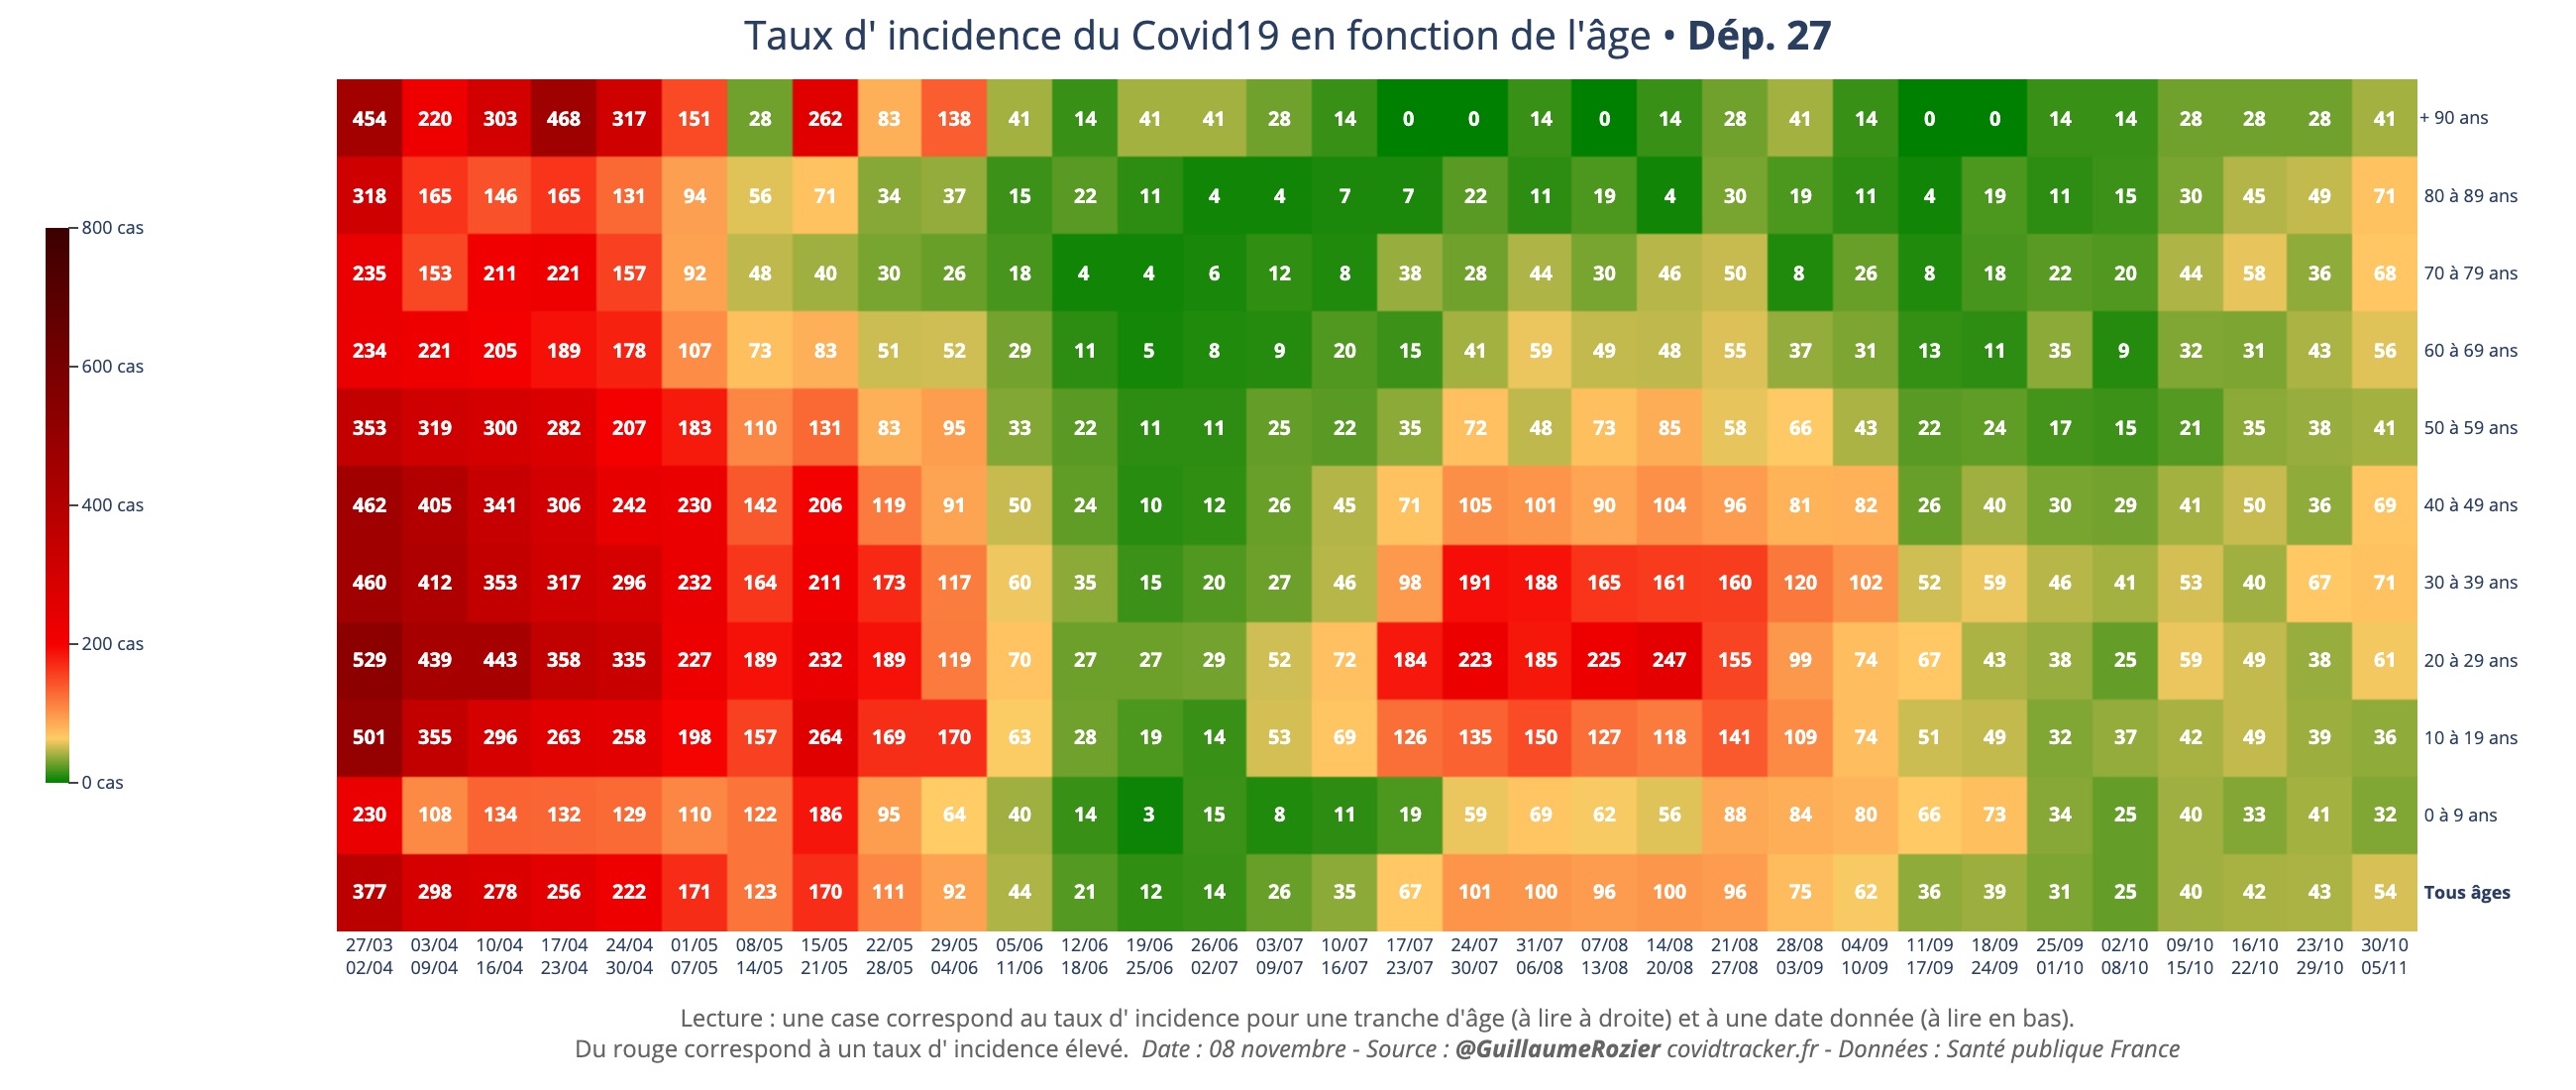 Taux d' incidence du Covid19 en fonction de l'âge • Dép. 27
454 220 303 468 317 151 28 262 83 138 41 14 41 41 28 14 0 0 14 0 14 28 41 14 0 0 14 14 28 28 28 41 + 90 ans
318 165 146 165 131 94 56 71 34 37 15 22 11 4 4 7 7 22 11 19 4 30 19 11 4 19 11 15 30 45 49 71 80 à 89 ans
800 cas
235 153 211 221 157 92 48 40 30 26 18 4 4 6 12 8 38 28 44 30 46 50 8 26 8 18 22 20 44 58 36 68 70 à 79 ans
234 221 205 189 178 107 73 83 51 52 29 11 5 8 9 20 15 41 59 49 48 55 37 31 13 11 35 9 32 31 43 56 60 à 69 ans
600 cas
353 319 300 282 207 183 110 131 83 95 33 22 11 11 25 22 35 72 48 73 85 58 66 43 22 24 17 15 21 35 38 41 50 à 59 ans
400 cas
462 405 341 306 242 230 142 206 119 91 50 24 10 12 26 45 71 105 101 90 104 96 81 82 26 40 30 29 41 50 36 69 40 à 49 ans
460 412 353 317 296 232 164 211 173 117 60 35 15 20 27 46 98 191 188 165 161 160 120 102 52 59 46 41 53 40 67 71 30 à 39 ans
200 cas
529 439 443 358 335 227 189 232 189 119 70 27 27 29 52 72 184 223 185 225 247 155 99 74 67 43 38 25 59 49 38 61 20 à 29 ans
501 355 296 263 258 198 157 264 169 170 63 28 19 14 53 69 126 135 150 127 118 141 109 74 51 49 32 37 42 49 39 36 10 à 19 ans
0 cas
230 108 134 132 129 110 122 186 95 64 40 14 3 15 8 11 19 59 69 62 56 88 84 80 66 73 34 25 40 33 41 32 0 à 9 ans
377 298 278 256 222 171 123 170 111 92 44 21 12 14 26 35 67 101 100 96 100 96 75 62 36 39 31 25 40 42 43 54 Tous âges
27/03 03/04 10/04 17/04 24/04 01/05 08/05 15/05 22/05 29/05 05/06 12/06 19/06 26/06 03/07 10/07 17/07 24/07 31/07 07/08 14/08 21/08 28/08 04/09 11/09 18/09 25/09 02/10 09/10 16/10 23/10 30/10
02/04 09/04 16/04 23/04 30/04 07/05 14/05 21/05 28/05 04/06 11/06 18/06 25/06 02/07 09/07 16/07 23/07 30/07 06/08 13/08 20/08 27/08 03/09 10/09 17/09 24/09 01/10 08/10 15/10 22/10 29/10 05/11
Lecture : une case correspond au taux d' incidence pour une tranche d'âge (à lire à droite) et à une date donnée (à lire en bas).
Du rouge correspond à un taux d' incidence élevé. Date : 08 novembre - Source : @GuillaumeRozier covidtracker.fr - Données : Santé publique France